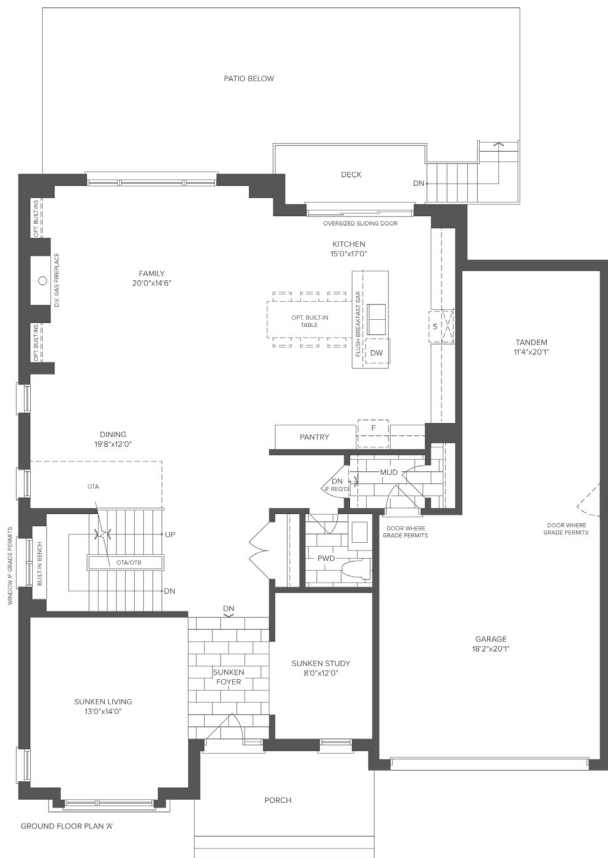 PATIO BELOW
DECK
DN
OVERSIZED SLIDING DOOR
OPT. BUILT-INS
D.V. GAS FIREPLACE
OPT. BUILT-INS
FAMILY
20'0"x14'6"
KITCHEN
15'0"x17'0"
OPT. BUILT-IN
TABLE
FLUSH BREAKFAST BAR
DW
S
TANDEM
11'4"x20'1"
DINING
19'8"x12'0"
PANTRY
F
OTA
DN
IF REQ'D
MUD
DOOR WHERE
GRADE PERMITS
DOOR WHERE
GRADE PERMITS
WINDOW IF GRADE PERMITS
BUILT-IN BENCH
UP
OTA/OTB
DN
PWD
DN
SUNKEN
FOYER
SUNKEN STUDY
8'0"x12'0"
GARAGE
18'2"x20'1"
SUNKEN LIVING
13'0"x14'0"
PORCH
GROUND FLOOR PLAN 'A'